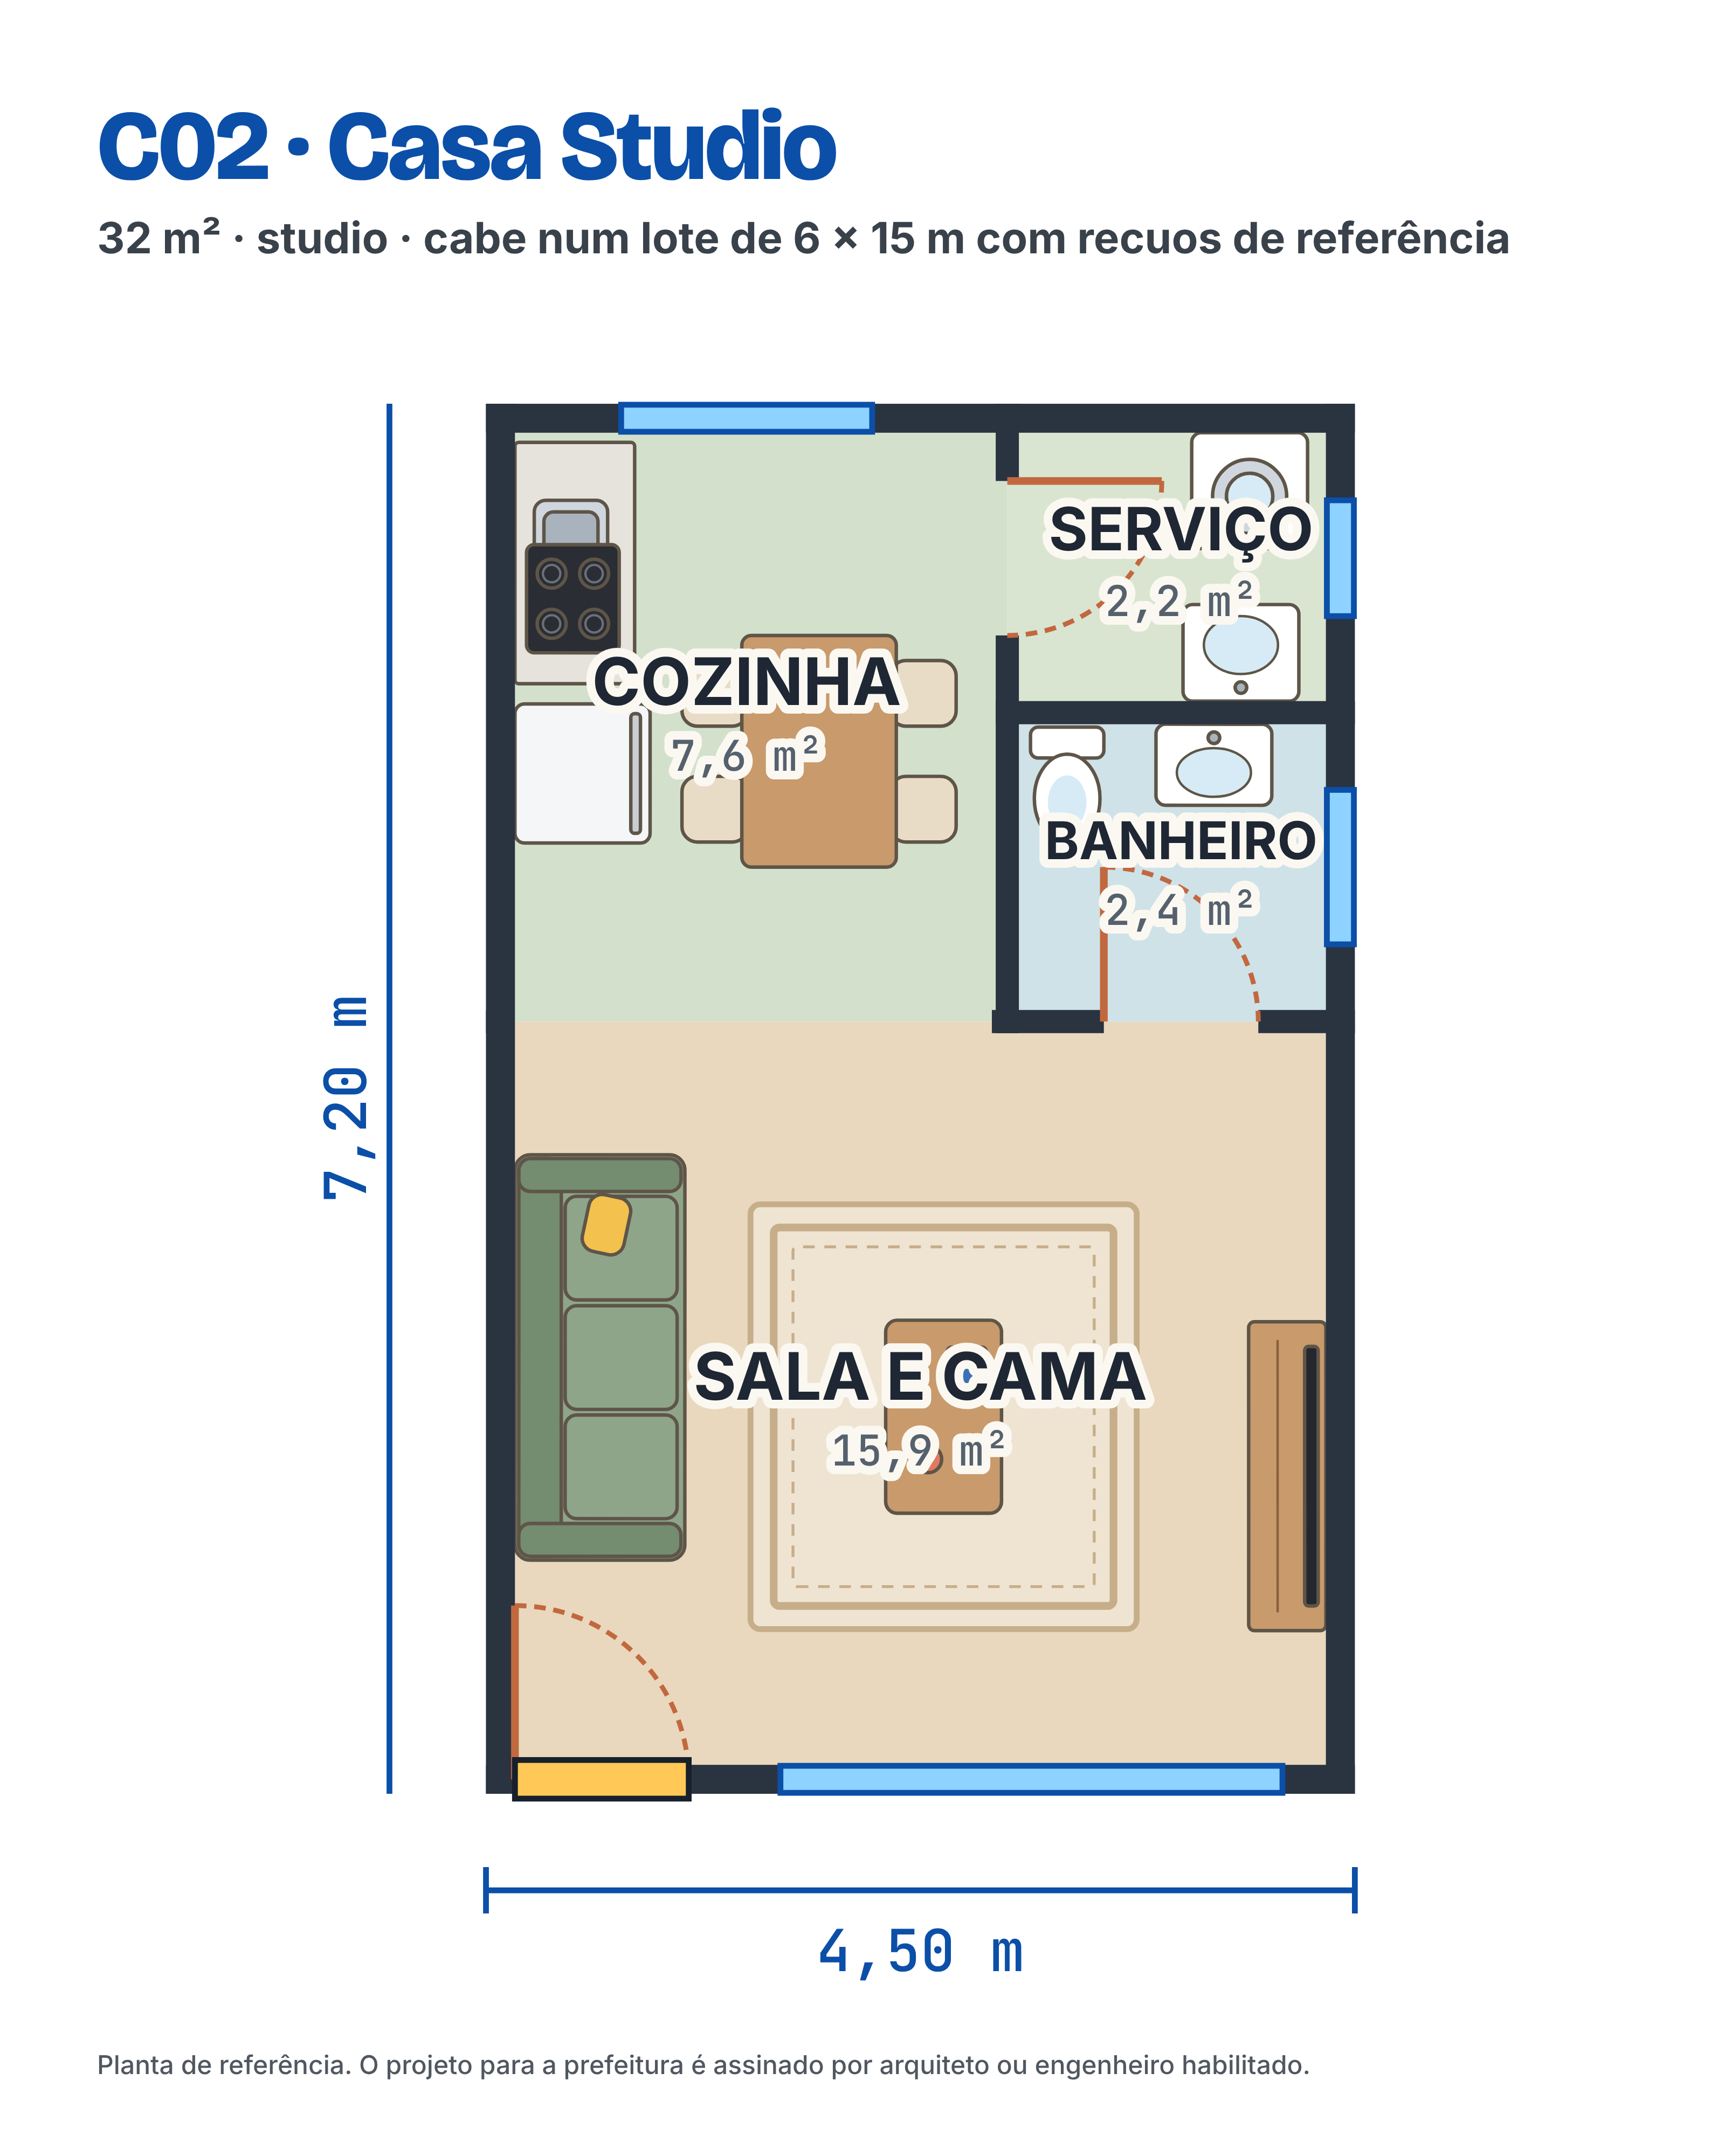 C02 · Casa Studio
32 m² · studio · cabe num lote de 6 × 15 m com recuos de referência
SERVIÇO
2,2 m²
COZINHA
7,6 m²
BANHEIRO
2,4 m²
7,20 m
SALA E CAMA
15,9 m²
4,50 m
Planta de referência. O projeto para a prefeitura é assinado por arquiteto ou engenheiro habilitado.